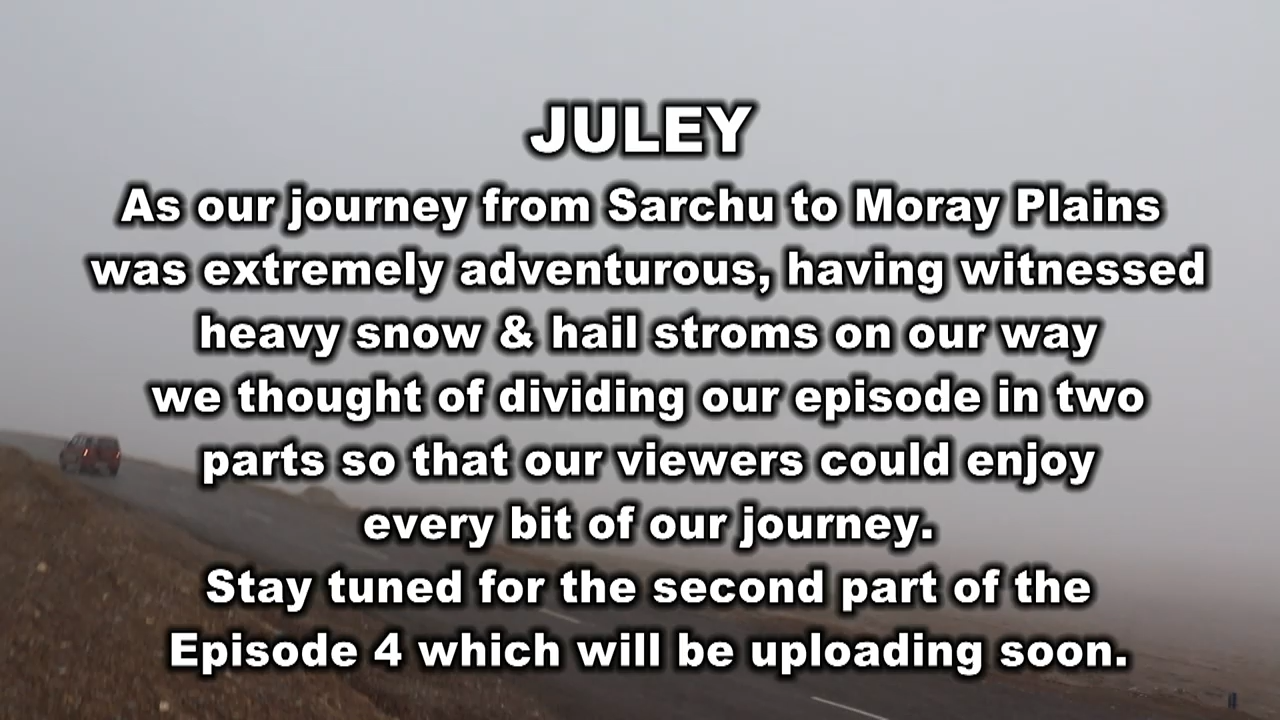 JULEY
As our journey from Sarchu to Moray Plains
was extremely adventurous, having witnessed
heavy snow & hail stroms on our way
we thought of dividing our episode in two
parts so that our viewers could enjoy
every bit of our journey.
Stay tuned for the second part of the
Episode 4 which will be uploading soon.